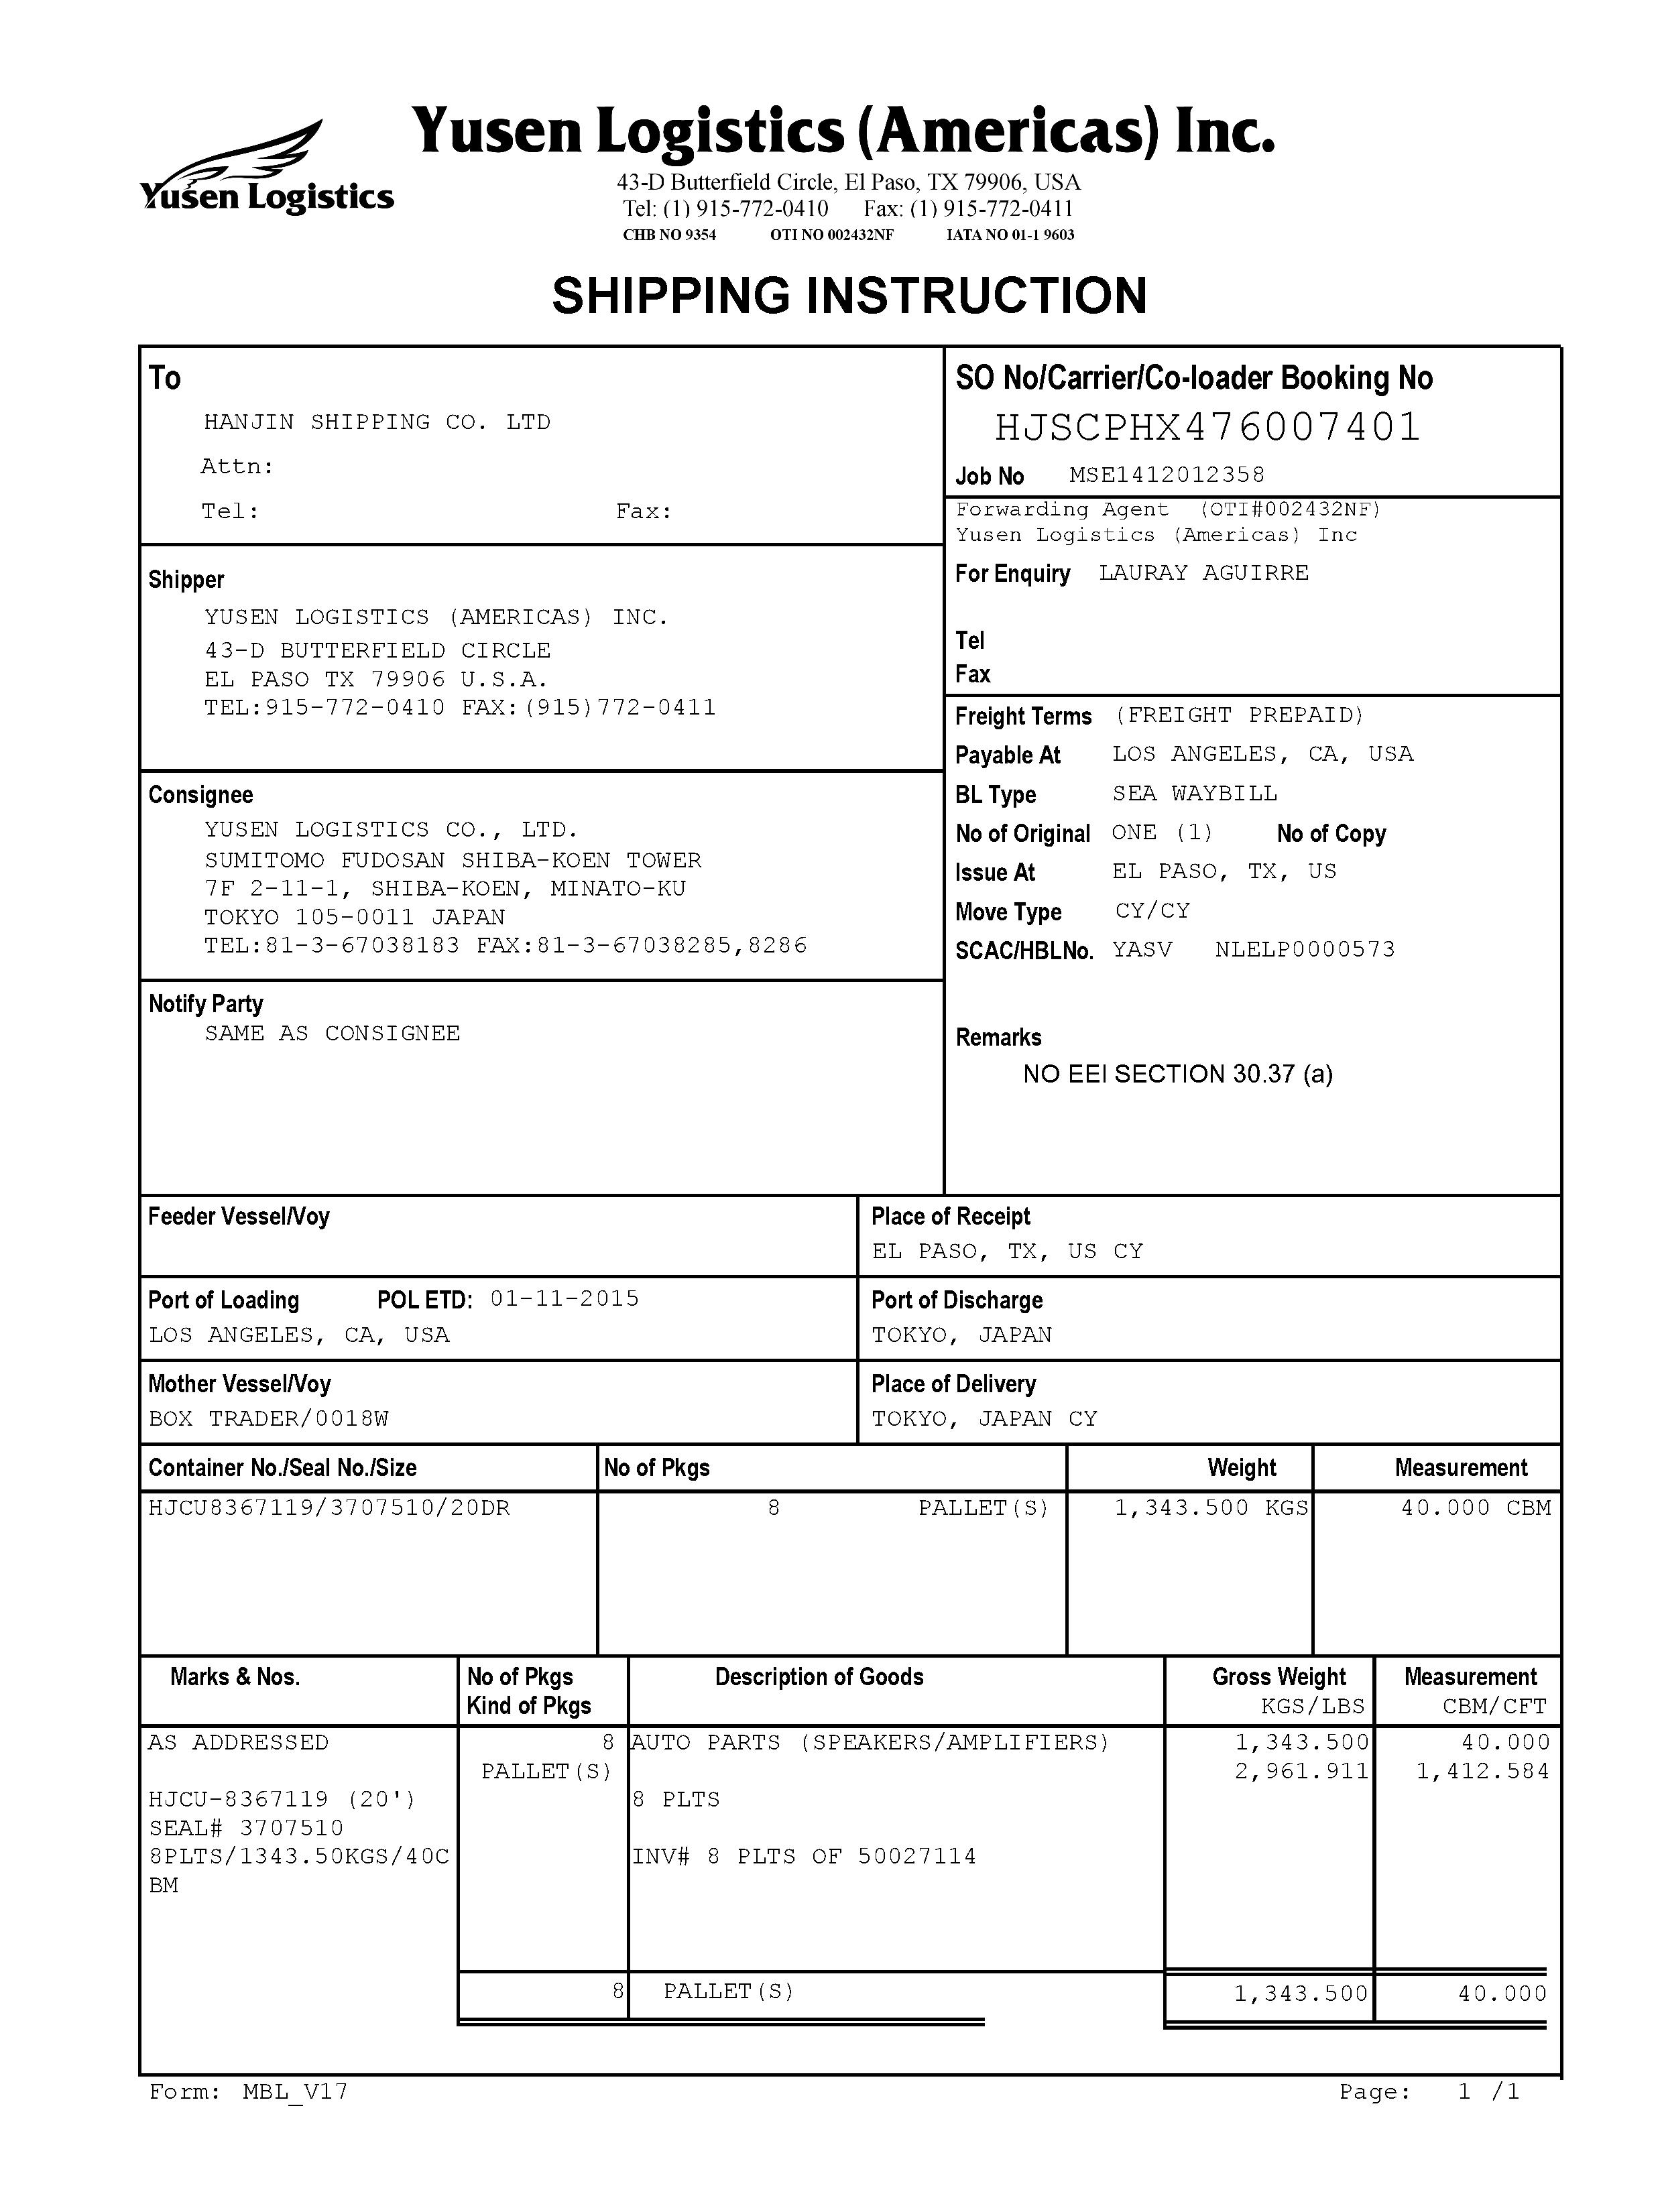 Yusen Logistics
Yusen Logistics (Americas) Inc.
43-D Butterfield Circle, El Paso, TX 79906, USA
Tel: (1) 915-772-0410 Fax: (1) 915-772-0411
CHB NO 9354 OTI NO 002432NF IATA NO 01-1 9603
SHIPPING INSTRUCTION
To
HANJIN SHIPPING CO. LTD
Attn:
Tel: Fax:
SO No/Carrier/Co-loader Booking No
HJSCPHX476007401
Job No MSE1412012358
Forwarding Agent (OTI#002432NF)
Yusen Logistics (Americas) Inc
For Enquiry LAURAY AGUIRRE
Tel
Fax
Shipper
YUSEN LOGISTICS (AMERICAS) INC.
43-D BUTTERFIELD CIRCLE
EL PASO TX 79906 U.S.A.
TEL:915-772-0410 FAX:(915)772-0411
Consignee
YUSEN LOGISTICS CO., LTD.
SUMITOMO FUDOSAN SHIBA-KOEN TOWER
7F 2-11-1, SHIBA-KOEN, MINATO-KU
TOKYO 105-0011 JAPAN
TEL:81-3-67038183 FAX:81-3-67038285,8286
Notify Party
SAME AS CONSIGNEE
Freight Terms (FREIGHT PREPAID)
Payable At LOS ANGELES, CA, USA
BL Type SEA WAYBILL
No of Original ONE (1) No of Copy
Issue At EL PASO, TX, US
Move Type CY/CY
SCAC/HBLNo. YASV NLELP0000573
Remarks
NO EEI SECTION 30.37 (a)
Feeder Vessel/Voy
Place of Receipt
EL PASO, TX, US CY
Port of Loading POL ETD: 01-11-2015
LOS ANGELES, CA, USA
Port of Discharge
TOKYO, JAPAN
Mother Vessel/Voy
BOX TRADER/0018W
Place of Delivery
TOKYO, JAPAN CY
Container No./Seal No./Size No of Pkgs Weight Measurement
HJCU8367119/3707510/20DR 8 PALLET(S) 1,343.500 KGS 40.000 CBM
Marks & Nos. No of Pkgs Description of Goods Gross Weight Measurement
Kind of Pkgs KGS/LBS CBM/CFT
AS ADDRESSED 8 AUTO PARTS (SPEAKERS/AMPLIFIERS) 1,343.500 40.000
PALLET(S) 2,961.911 1,412.584
HJCU-8367119 (20') 8 PLTS
SEAL# 3707510
8PLTS/1343.50KGS/40C INV# 8 PLTS OF 50027114
BM
8 PALLET(S) 1,343.500 40.000
Form: MBL_V17 Page: 1 /1